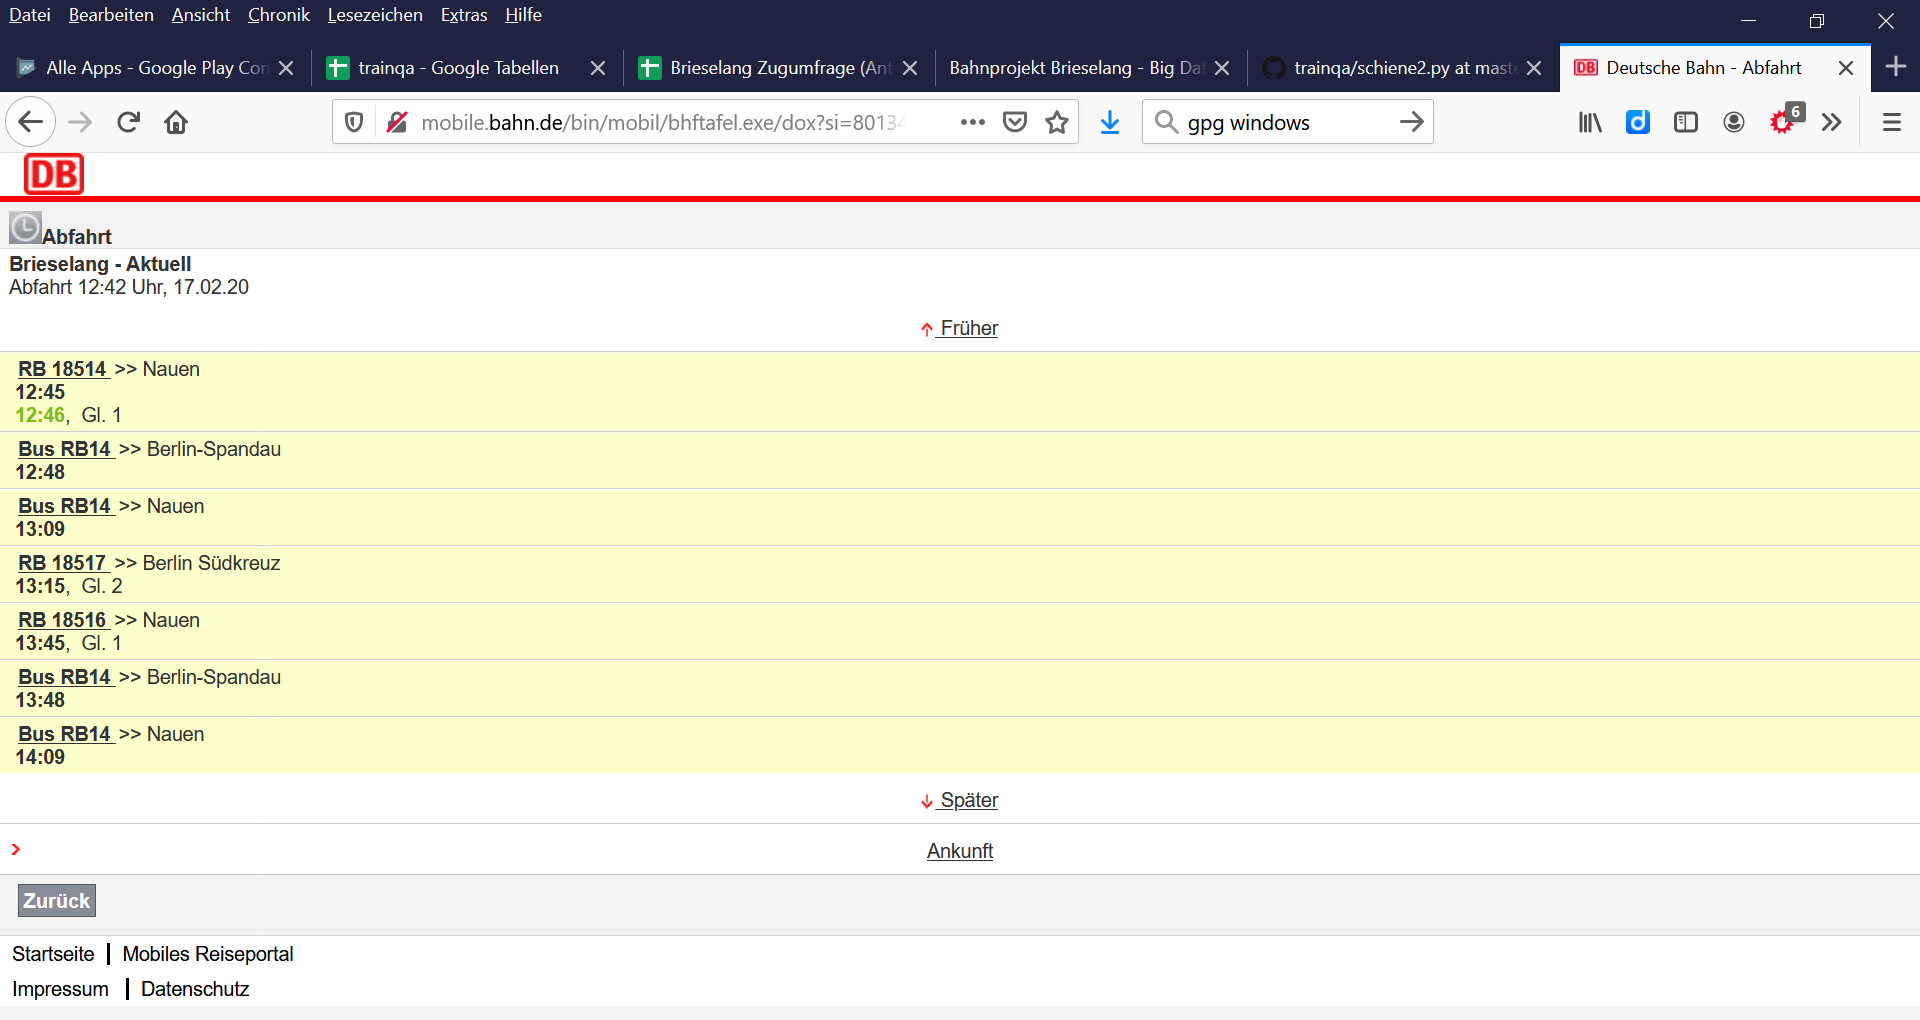 Datei Bearbeiten Ansicht Chronik Lesezeichen Extras Hilfe
Alle Apps - Google Play Con
trainqa - Google Tabellen
Brieselang Zugumfrage (Ant
Bahnprojekt Brieselang - Big Dat
trainqa/schiene2.py at maste
DB Deutsche Bahn - Abfahrt
mobile.bahn.de/bin/mobil/bhftafel.exe/dox?si=80134
gpg windows
d
6
DB
Abfahrt
Brieselang - Aktuell
Abfahrt 12:42 Uhr, 17.02.20
Früher
RB 18514 >> Nauen
12:45
12:46, Gl. 1
Bus RB14 >> Berlin-Spandau
12:48
Bus RB14 >> Nauen
13:09
RB 18517 >> Berlin Südkreuz
13:15, Gl. 2
RB 18516 >> Nauen
13:45, Gl. 1
Bus RB14 >> Berlin-Spandau
13:48
Bus RB14 >> Nauen
14:09
Später
Ankunft
Zurück
Startseite | Mobiles Reiseportal
Impressum | Datenschutz